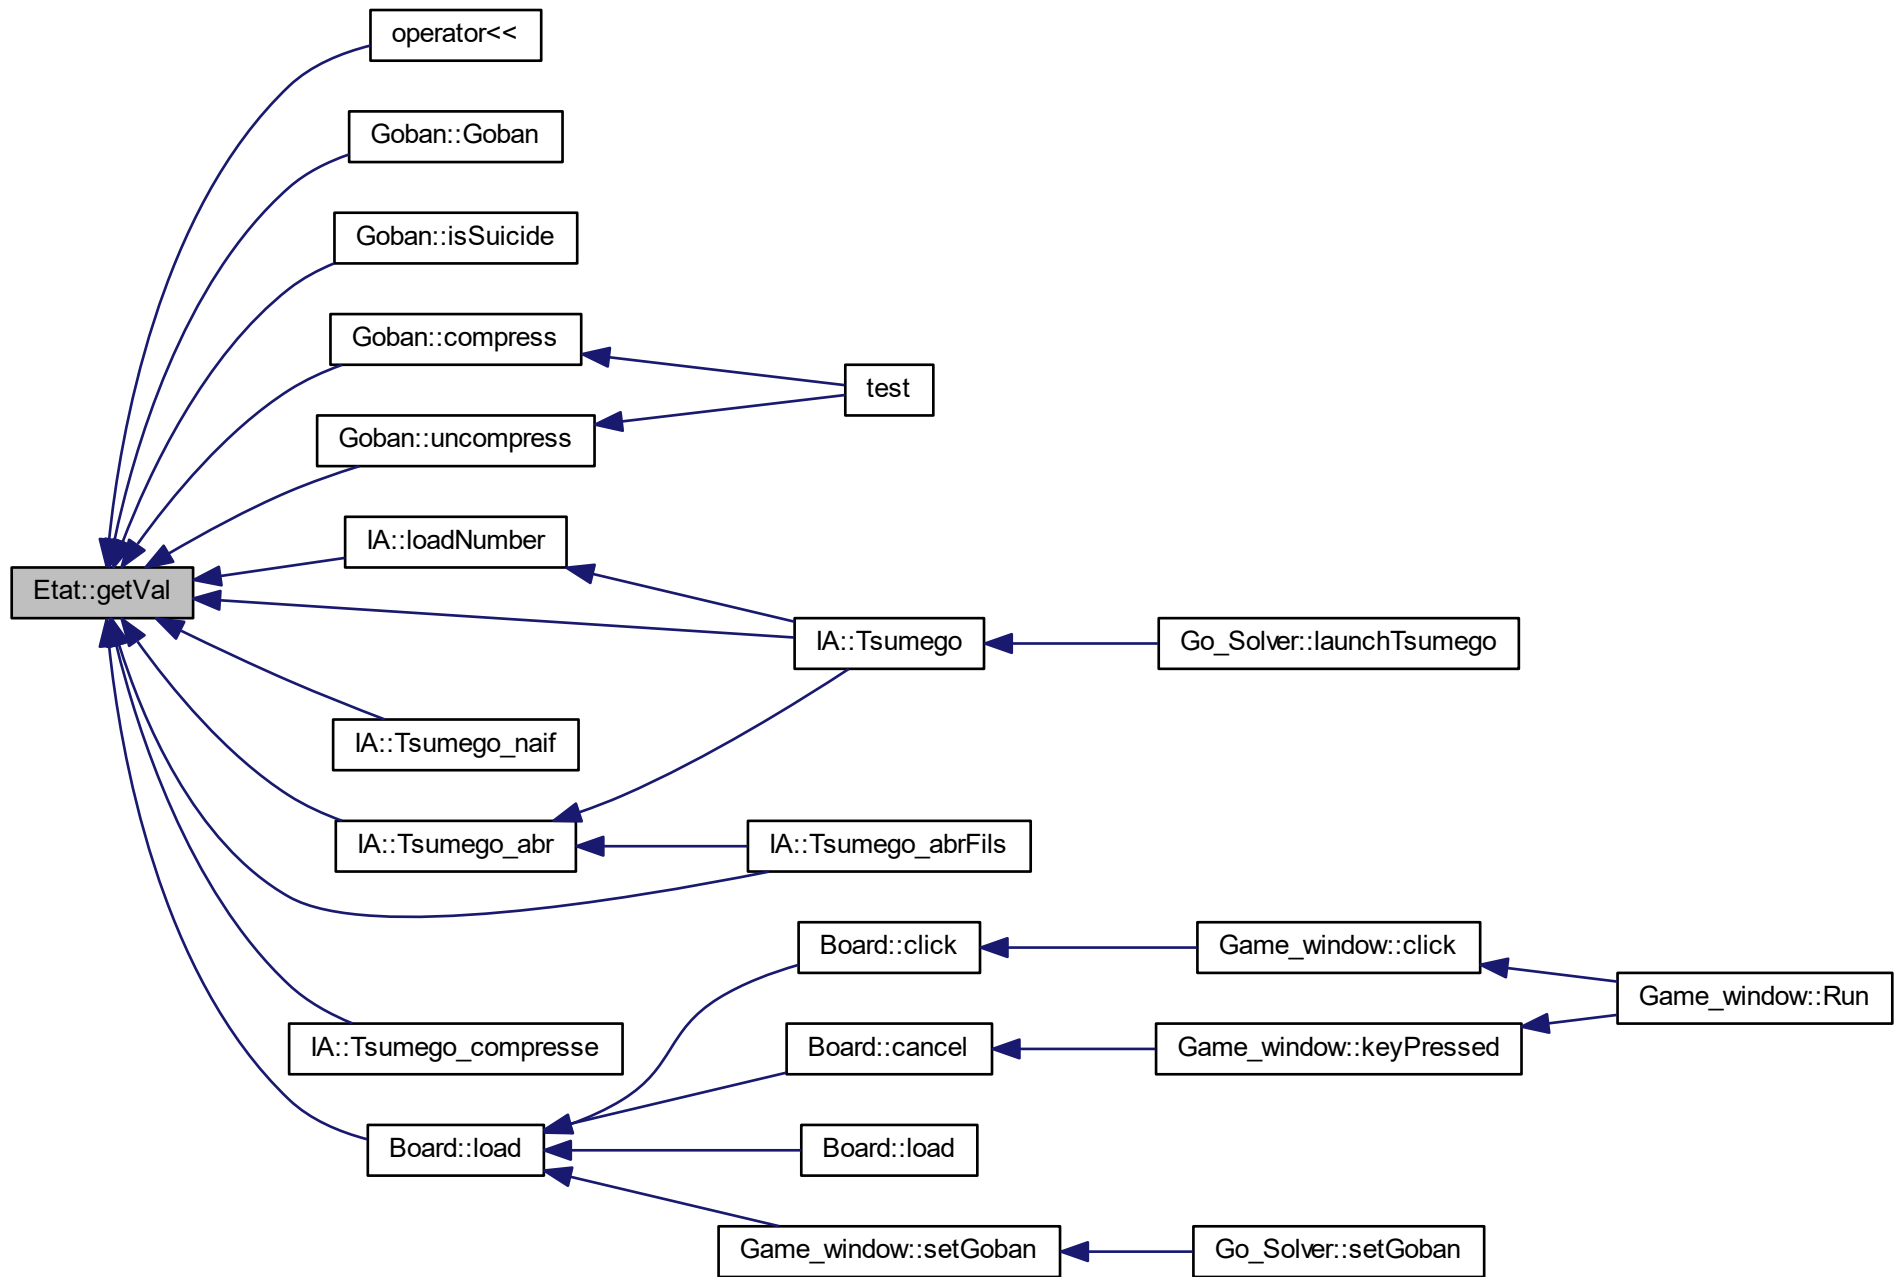 operator<<
Goban::Goban
Goban::isSuicide
Goban::compress
test
Goban::uncompress
IA::loadNumber
Etat::getVal
IA::Tsumego
Go_Solver::launchTsumego
IA::Tsumego_naif
IA::Tsumego_abr
IA::Tsumego_abrFils
Board::click
Game_window::click
Game_window::Run
IA::Tsumego_compresse
Board::cancel
Game_window::keyPressed
Board::load
Board::load
Game_window::setGoban
Go_Solver::setGoban